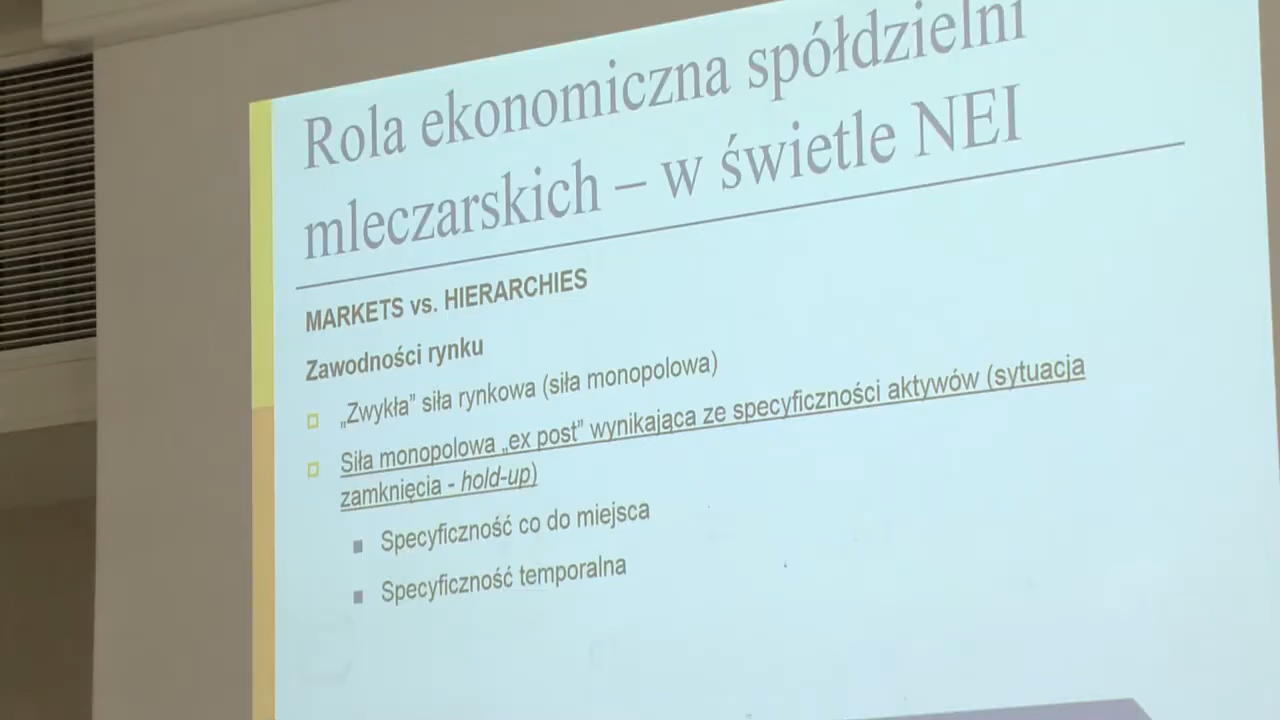 Rola ekonomiczna spółdzielni
mleczarskich – w świetle NEI
MARKETS vs. HIERARCHIES
Zawodności rynku
„Zwykła” siła rynkowa (siła monopolowa)
Siła monopolowa „ex post” wynikająca ze specyficzności aktywów (sytuacja
zamknięcia - hold-up)
Specyficzność co do miejsca
Specyficzność temporalna